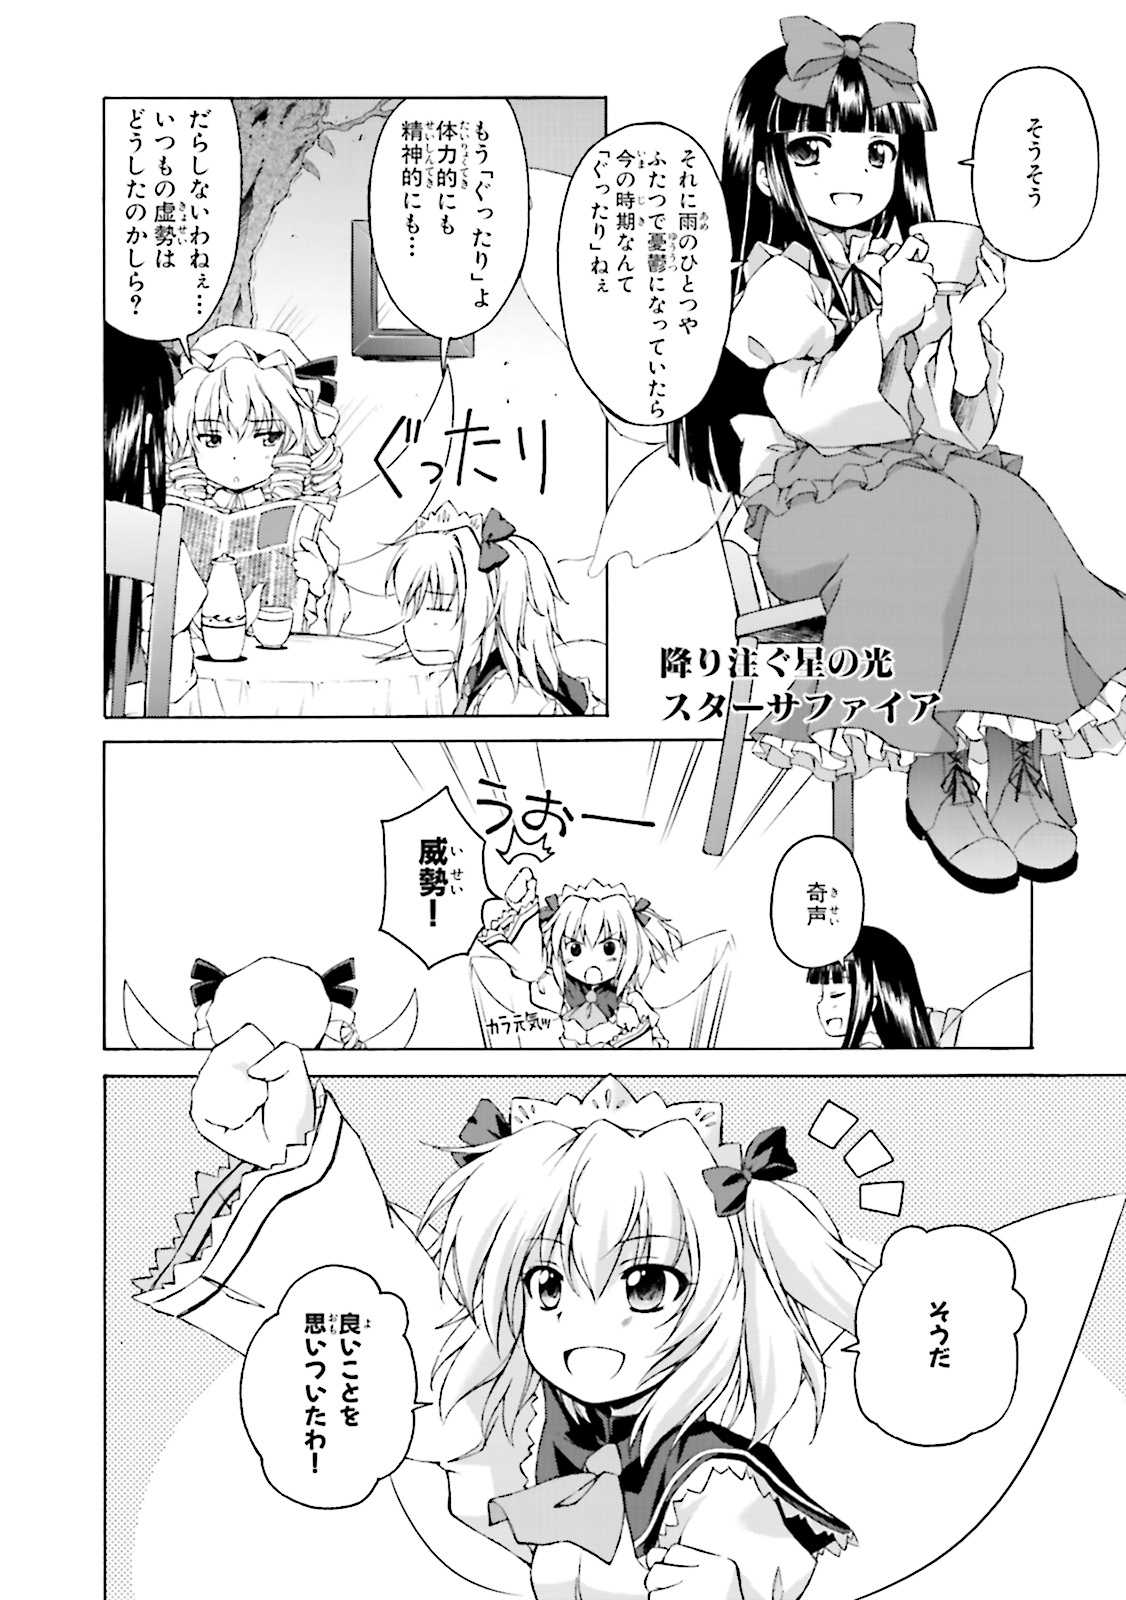 そうそう
それに雨のひとつや
ふたつで憂鬱になっていたら
今の時期なんて
「ぐったり」ねぇ
降り注ぐ星の光
スターサファイア
もう「ぐったり」よ
体力的にも
精神的にも…
だらしないわねぇ…
いつもの虚勢は
どうしたのかしら?
ぐったり
奇声
うおーっ
威勢!
カラ元気ッ
そうだ
良いことを
思いついたわ!